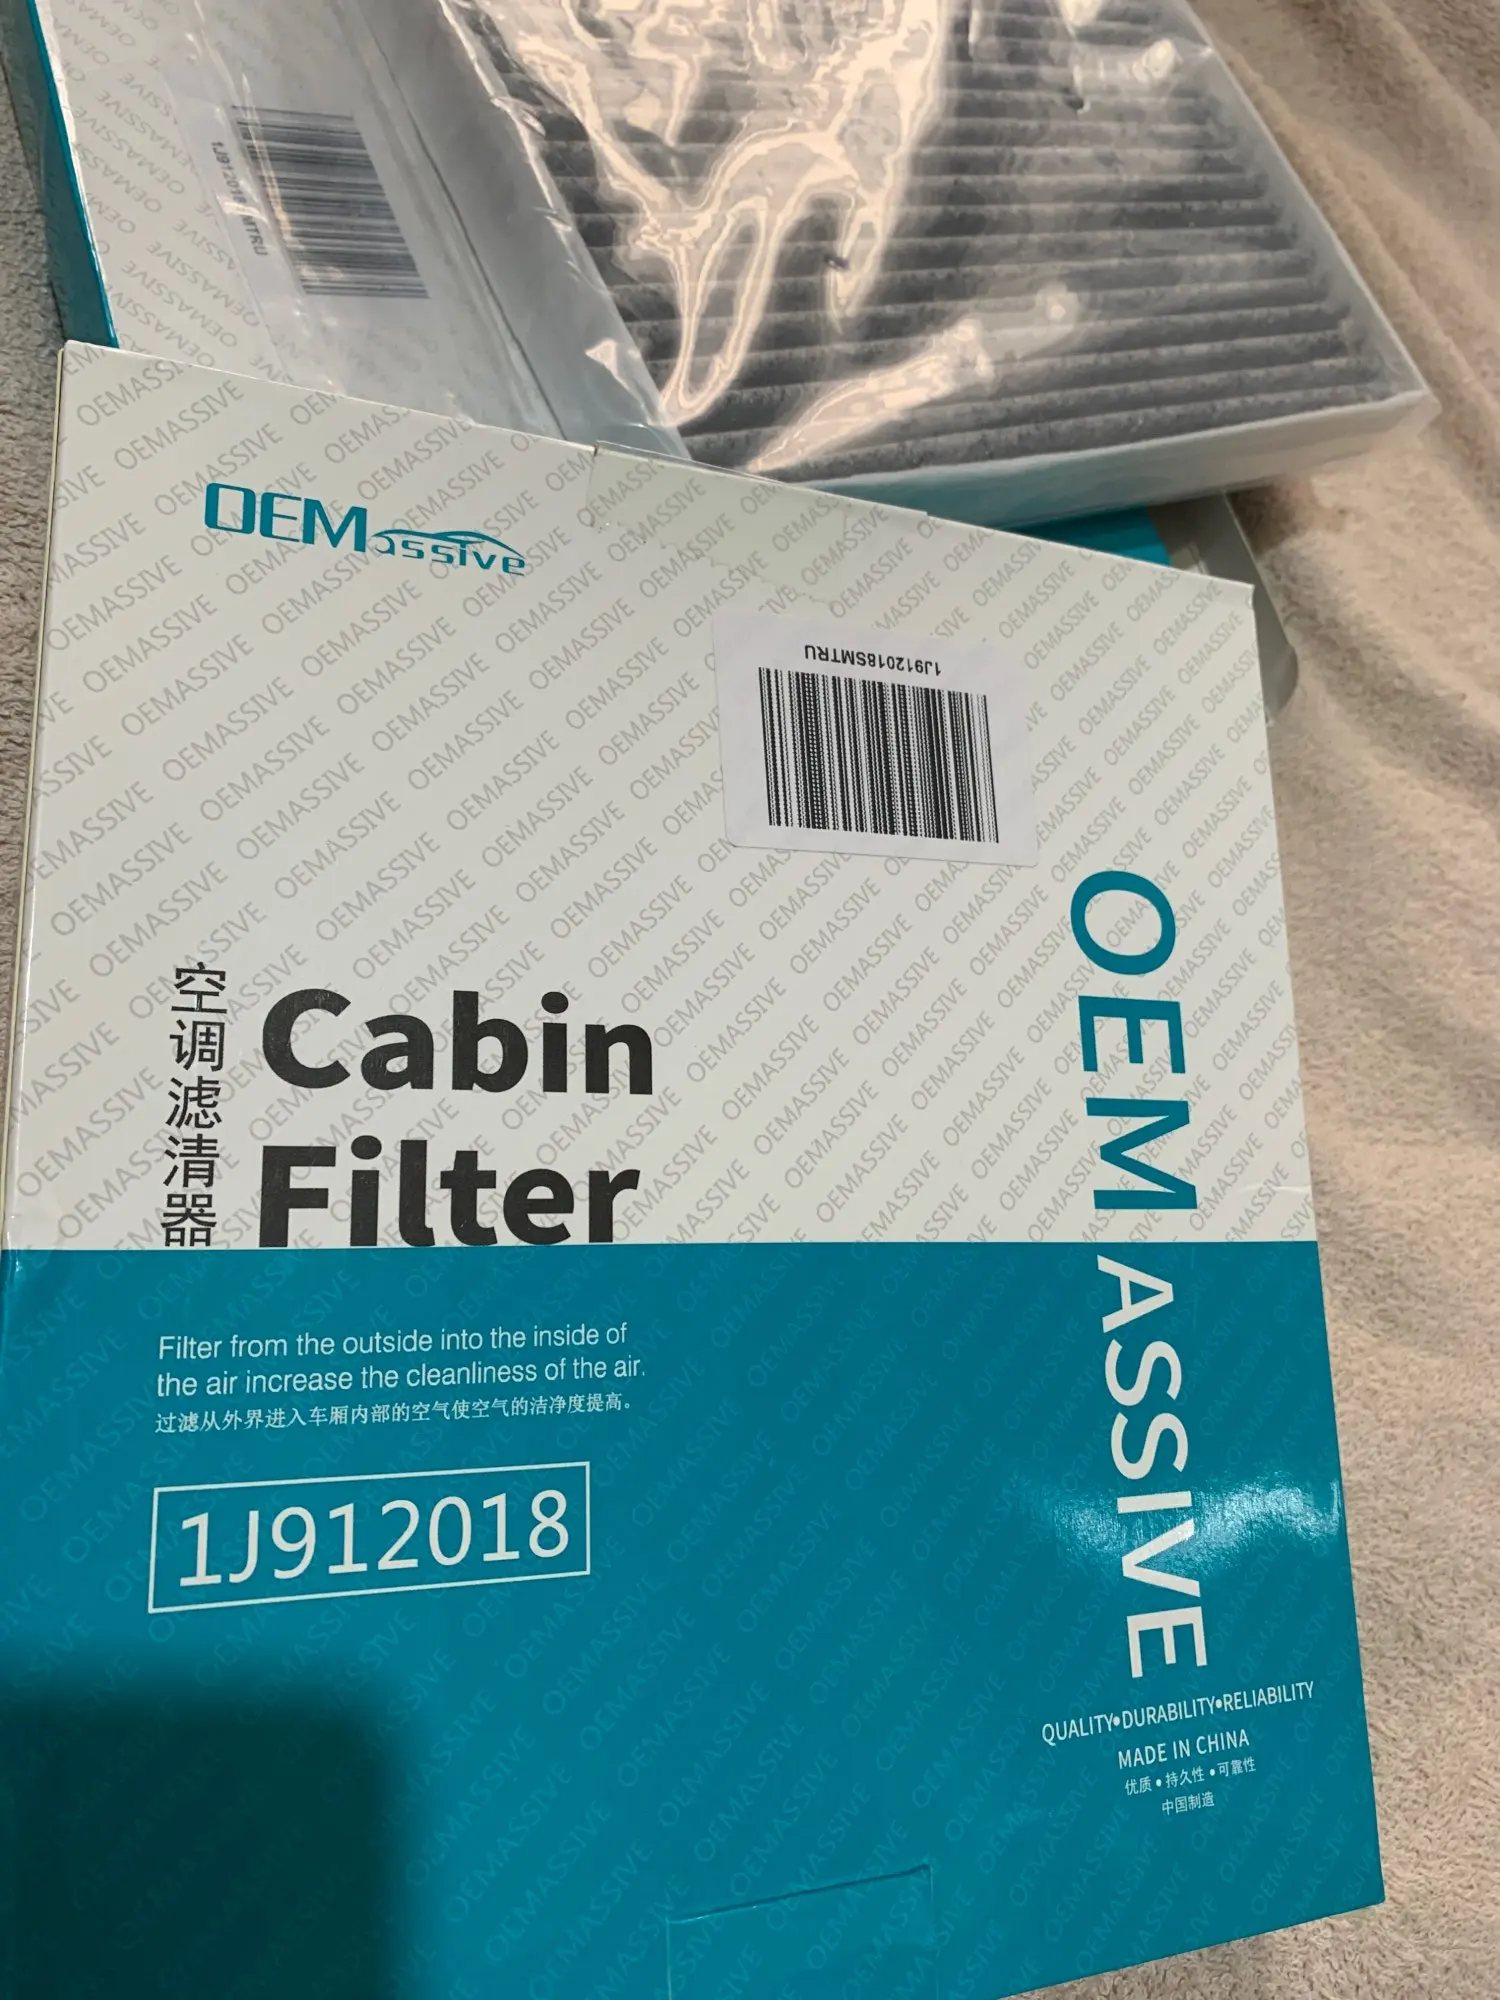 OEMassive
1J912018SMTRU
空调滤清器
Cabin
Filter
Filter from the outside into the inside of
the air increase the cleanliness of the air.
过滤从外界进入车厢内部的空气使空气的洁净度提高。
1J912018
OEM ASSIVE
QUALITY•DURABILITY•RELIABILITY
MADE IN CHINA
优质•持久性•可靠性
中国制造